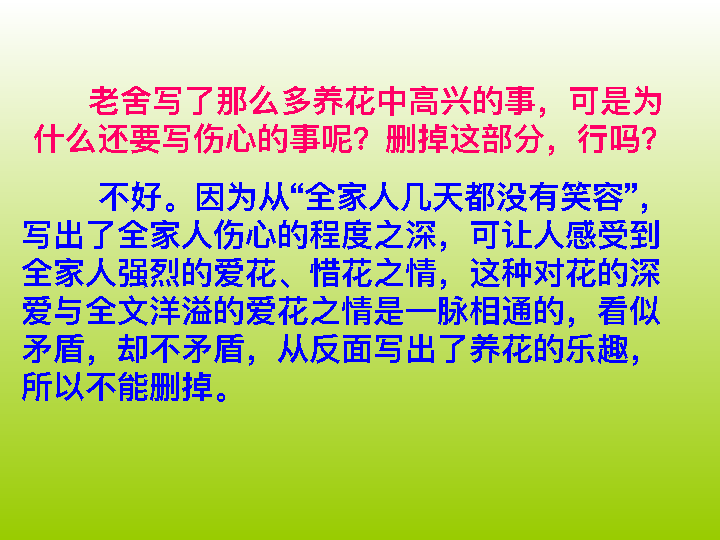 老舍写了那么多养花中高兴的事，可是为
什么还要写伤心的事呢？删掉这部分，行吗？
不好。因为从“全家人几天都没有笑容”，
写出了全家人伤心的程度之深，可让人感受到
全家人强烈的爱花、惜花之情，这种对花的深
爱与全文洋溢的爱花之情是一脉相通的，看似
矛盾，却不矛盾，从反面写出了养花的乐趣，
所以不能删掉。